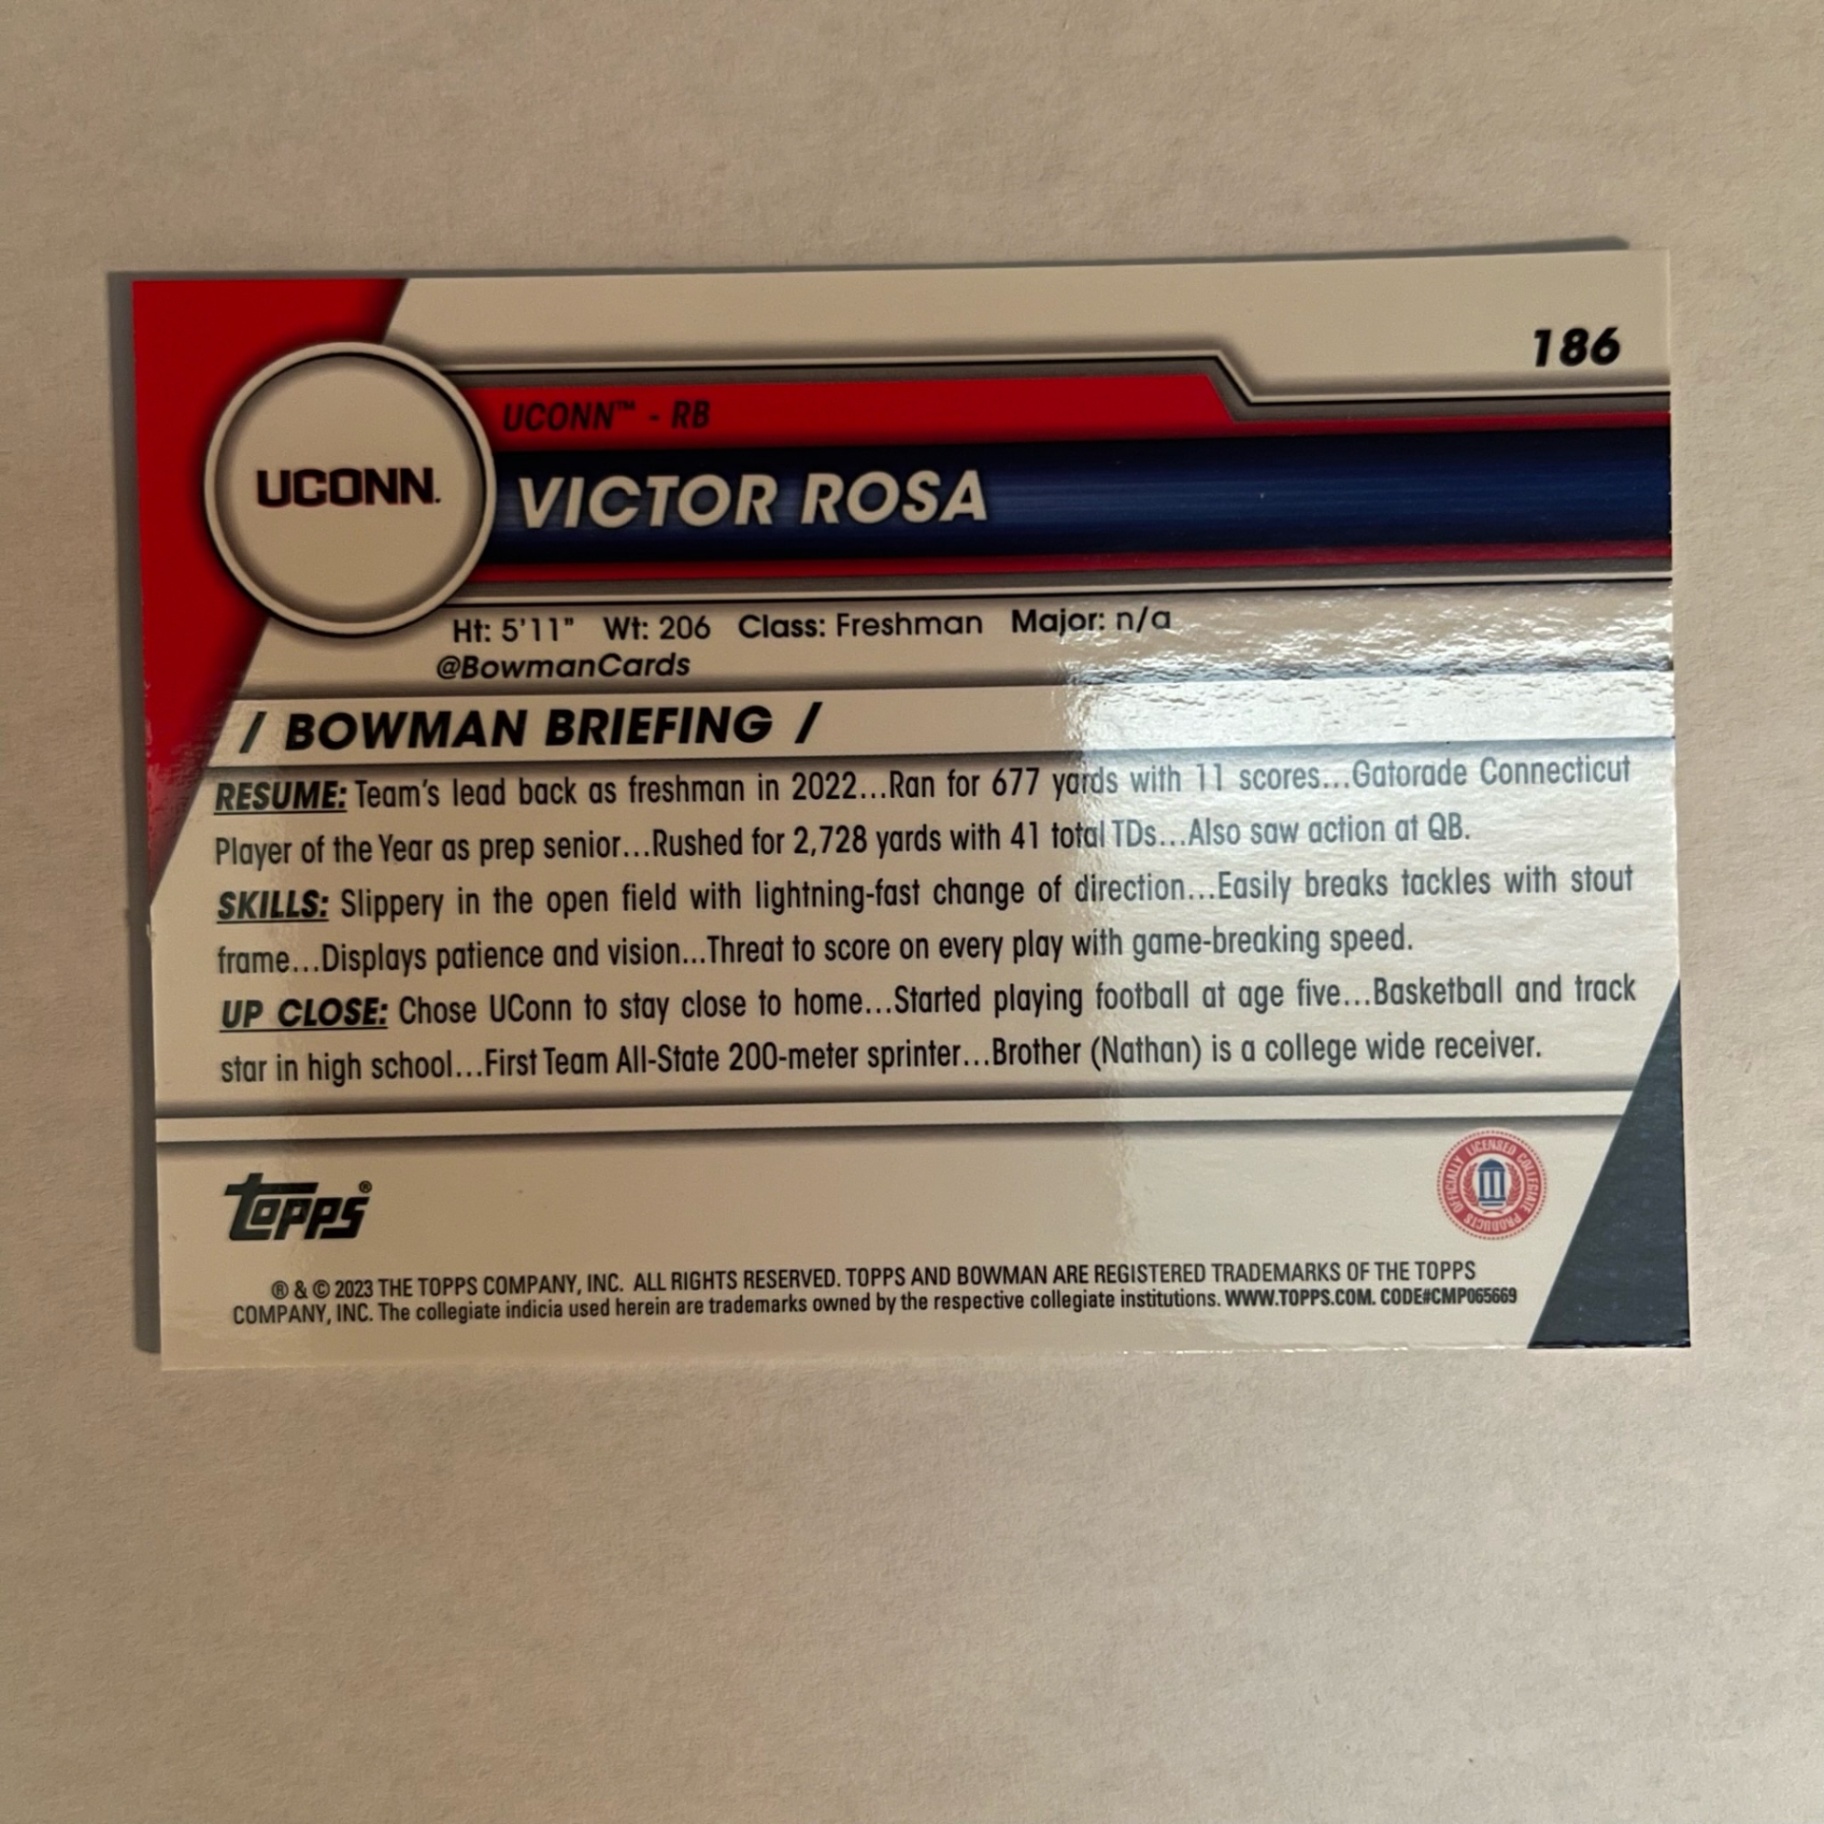 186
UCONN™ - RB
UCONN.
VICTOR ROSA
Ht: 5'11" Wt: 206 Class: Freshman Major: n/a
@BowmanCards
/ BOWMAN BRIEFING /
RESUME: Team's lead back as freshman in 2022...Ran for 677 yards with 11 scores...Gatorade Connecticut
Player of the Year as prep senior...Rushed for 2,728 yards with 41 total TDs...Also saw action at QB.
SKILLS: Slippery in the open field with lightning-fast change of direction...Easily breaks tackles with stout
frame...Displays patience and vision...Threat to score on every play with game-breaking speed.
UP CLOSE: Chose UConn to stay close to home...Started playing football at age five...Basketball and track
star in high school...First Team All-State 200-meter sprinter...Brother (Nathan) is a college wide receiver.
topps®
OFFICIALLY LICENSED COLLEGIATE PRODUCTS
® & © 2023 THE TOPPS COMPANY, INC. ALL RIGHTS RESERVED. TOPPS AND BOWMAN ARE REGISTERED TRADEMARKS OF THE TOPPS
COMPANY, INC. The collegiate indicia used herein are trademarks owned by the respective collegiate institutions. WWW.TOPPS.COM. CODE#CMP065669